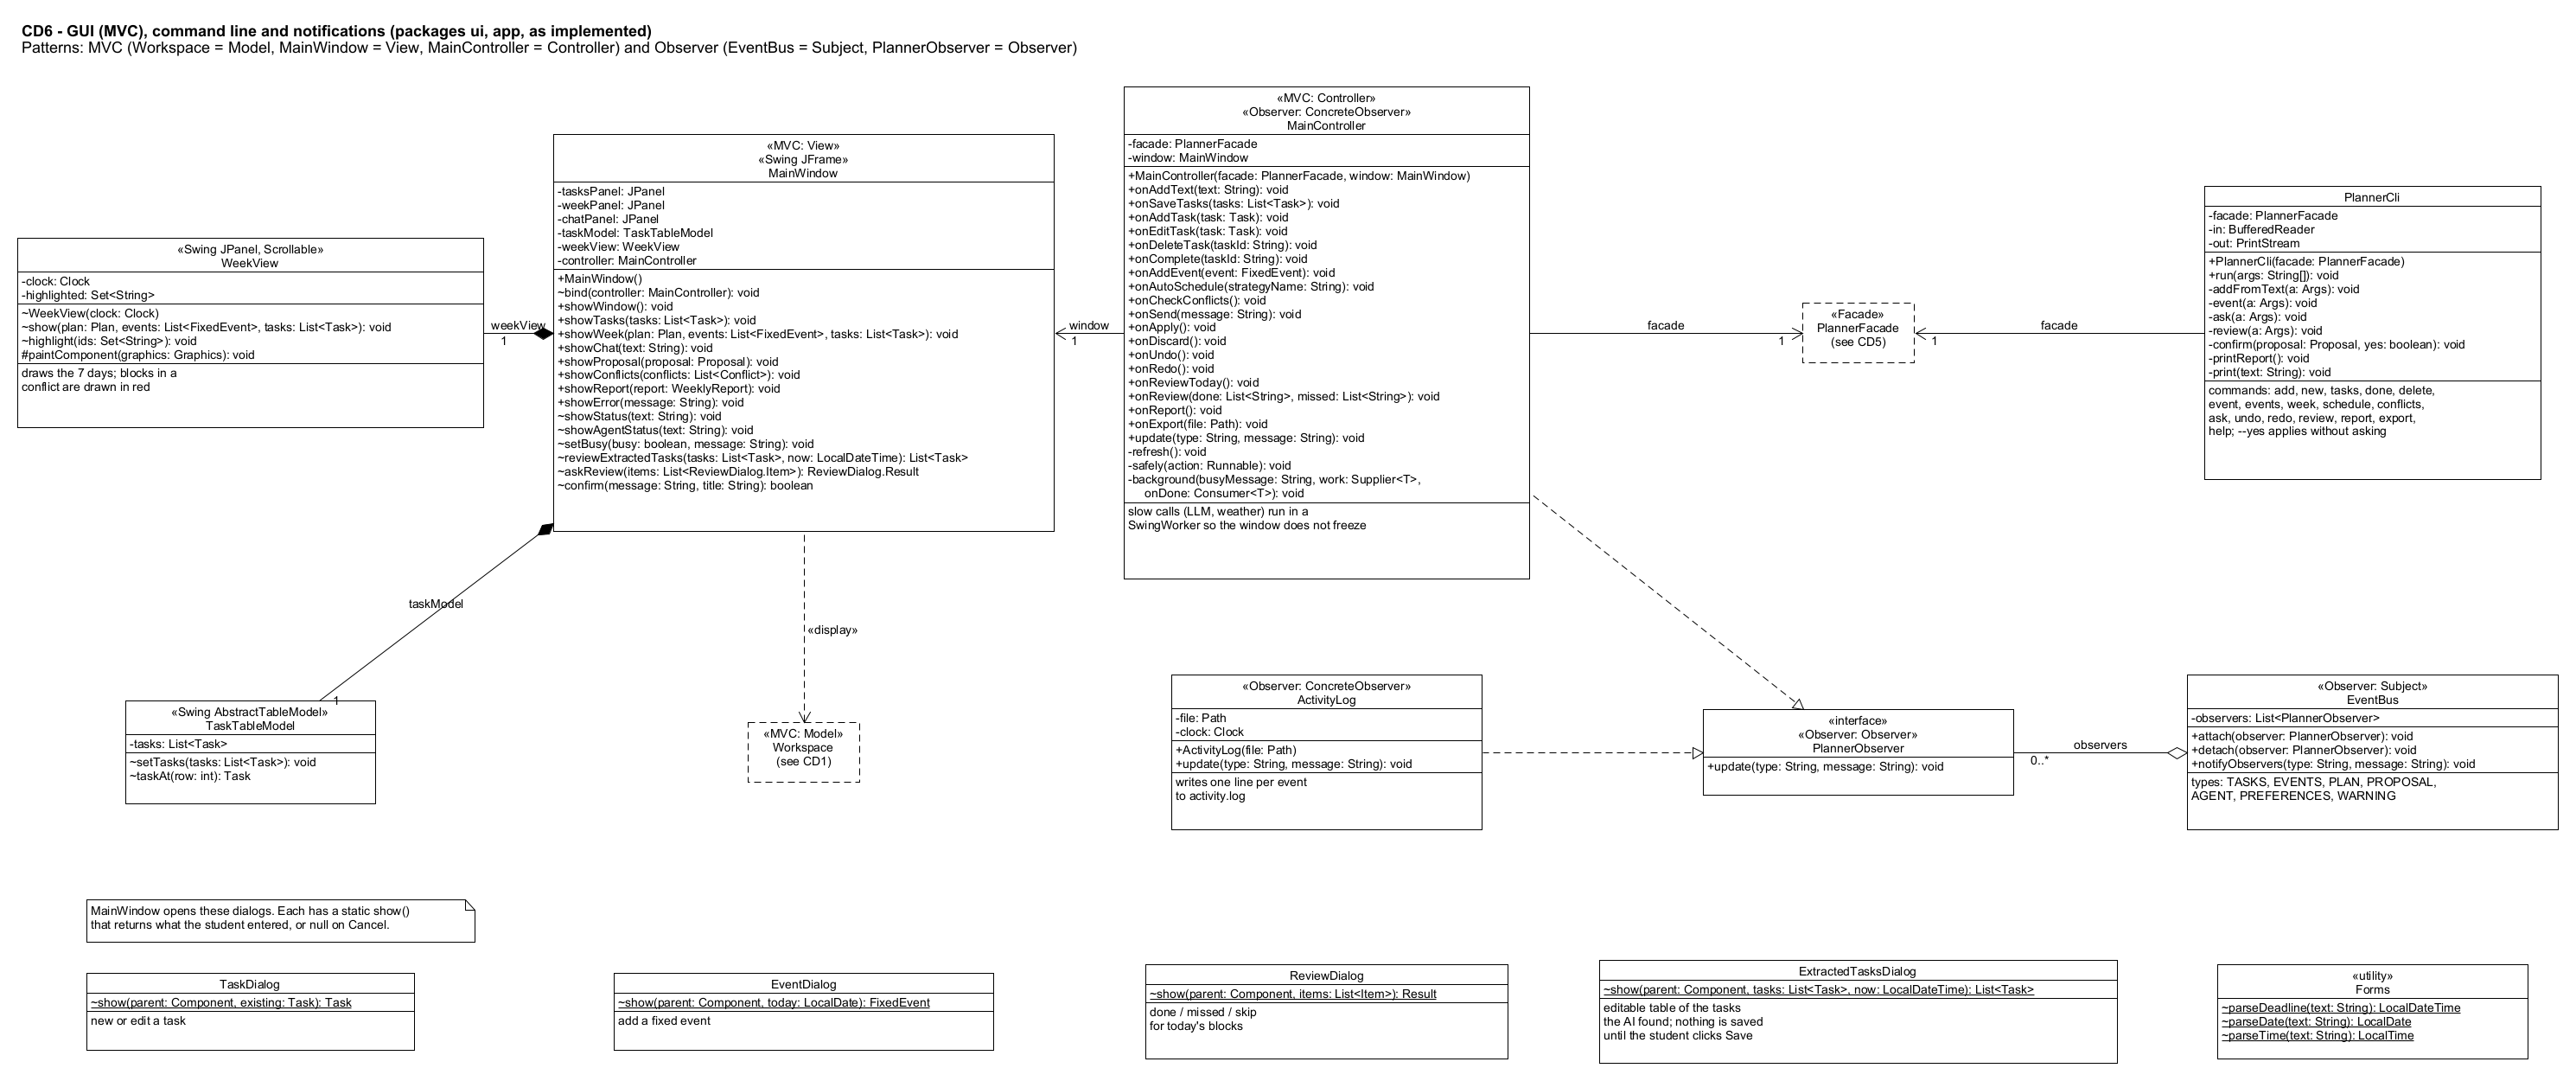 CD6 - GUI (MVC), command line and notifications (packages ui, app, as implemented)
Patterns: MVC (Workspace = Model, MainWindow = View, MainController = Controller) and Observer (EventBus = Subject, PlannerObserver = Observer)
«Swing JPanel, Scrollable»
WeekView
-clock: Clock
-highlighted: Set<String>
~WeekView(clock: Clock)
~show(plan: Plan, events: List<FixedEvent>, tasks: List<Task>): void
~highlight(ids: Set<String>): void
#paintComponent(graphics: Graphics): void
draws the 7 days; blocks in a
conflict are drawn in red
weekView
1
«MVC: View»
«Swing JFrame»
MainWindow
-tasksPanel: JPanel
-weekPanel: JPanel
-chatPanel: JPanel
-taskModel: TaskTableModel
-weekView: WeekView
-controller: MainController
+MainWindow()
~bind(controller: MainController): void
+showWindow(): void
+showTasks(tasks: List<Task>): void
+showWeek(plan: Plan, events: List<FixedEvent>, tasks: List<Task>): void
+showChat(text: String): void
+showProposal(proposal: Proposal): void
+showConflicts(conflicts: List<Conflict>): void
+showReport(report: WeeklyReport): void
+showError(message: String): void
~showStatus(text: String): void
~showAgentStatus(text: String): void
~setBusy(busy: boolean, message: String): void
~reviewExtractedTasks(tasks: List<Task>, now: LocalDateTime): List<Task>
~askReview(items: List<ReviewDialog.Item>): ReviewDialog.Result
~confirm(message: String, title: String): boolean
window
1
«MVC: Controller»
«Observer: ConcreteObserver»
MainController
-facade: PlannerFacade
-window: MainWindow
+MainController(facade: PlannerFacade, window: MainWindow)
+onAddText(text: String): void
+onSaveTasks(tasks: List<Task>): void
+onAddTask(task: Task): void
+onEditTask(task: Task): void
+onDeleteTask(taskId: String): void
+onComplete(taskId: String): void
+onAddEvent(event: FixedEvent): void
+onAutoSchedule(strategyName: String): void
+onCheckConflicts(): void
+onSend(message: String): void
+onApply(): void
+onDiscard(): void
+onUndo(): void
+onRedo(): void
+onReviewToday(): void
+onReview(done: List<String>, missed: List<String>): void
+onReport(): void
+onExport(file: Path): void
+update(type: String, message: String): void
-refresh(): void
-safely(action: Runnable): void
-background(busyMessage: String, work: Supplier<T>,
onDone: Consumer<T>): void
slow calls (LLM, weather) run in a
SwingWorker so the window does not freeze
facade
1
«Facade»
PlannerFacade
(see CD5)
facade
1
PlannerCli
-facade: PlannerFacade
-in: BufferedReader
-out: PrintStream
+PlannerCli(facade: PlannerFacade)
+run(args: String[]): void
-addFromText(a: Args): void
-event(a: Args): void
-ask(a: Args): void
-review(a: Args): void
-confirm(proposal: Proposal, yes: boolean): void
-printReport(): void
-print(text: String): void
commands: add, new, tasks, done, delete,
event, events, week, schedule, conflicts,
ask, undo, redo, review, report, export,
help; --yes applies without asking
taskModel
1
«display»
«Swing AbstractTableModel»
TaskTableModel
-tasks: List<Task>
~setTasks(tasks: List<Task>): void
~taskAt(row: int): Task
«MVC: Model»
Workspace
(see CD1)
«Observer: ConcreteObserver»
ActivityLog
-file: Path
-clock: Clock
+ActivityLog(file: Path)
+update(type: String, message: String): void
writes one line per event
to activity.log
«interface»
«Observer: Observer»
PlannerObserver
+update(type: String, message: String): void
observers
0..*
«Observer: Subject»
EventBus
-observers: List<PlannerObserver>
+attach(observer: PlannerObserver): void
+detach(observer: PlannerObserver): void
+notifyObservers(type: String, message: String): void
types: TASKS, EVENTS, PLAN, PROPOSAL,
AGENT, PREFERENCES, WARNING
MainWindow opens these dialogs. Each has a static show()
that returns what the student entered, or null on Cancel.
TaskDialog
~show(parent: Component, existing: Task): Task
new or edit a task
EventDialog
~show(parent: Component, today: LocalDate): FixedEvent
add a fixed event
ReviewDialog
~show(parent: Component, items: List<Item>): Result
done / missed / skip
for today's blocks
ExtractedTasksDialog
~show(parent: Component, tasks: List<Task>, now: LocalDateTime): List<Task>
editable table of the tasks
the AI found; nothing is saved
until the student clicks Save
«utility»
Forms
~parseDeadline(text: String): LocalDateTime
~parseDate(text: String): LocalDate
~parseTime(text: String): LocalTime